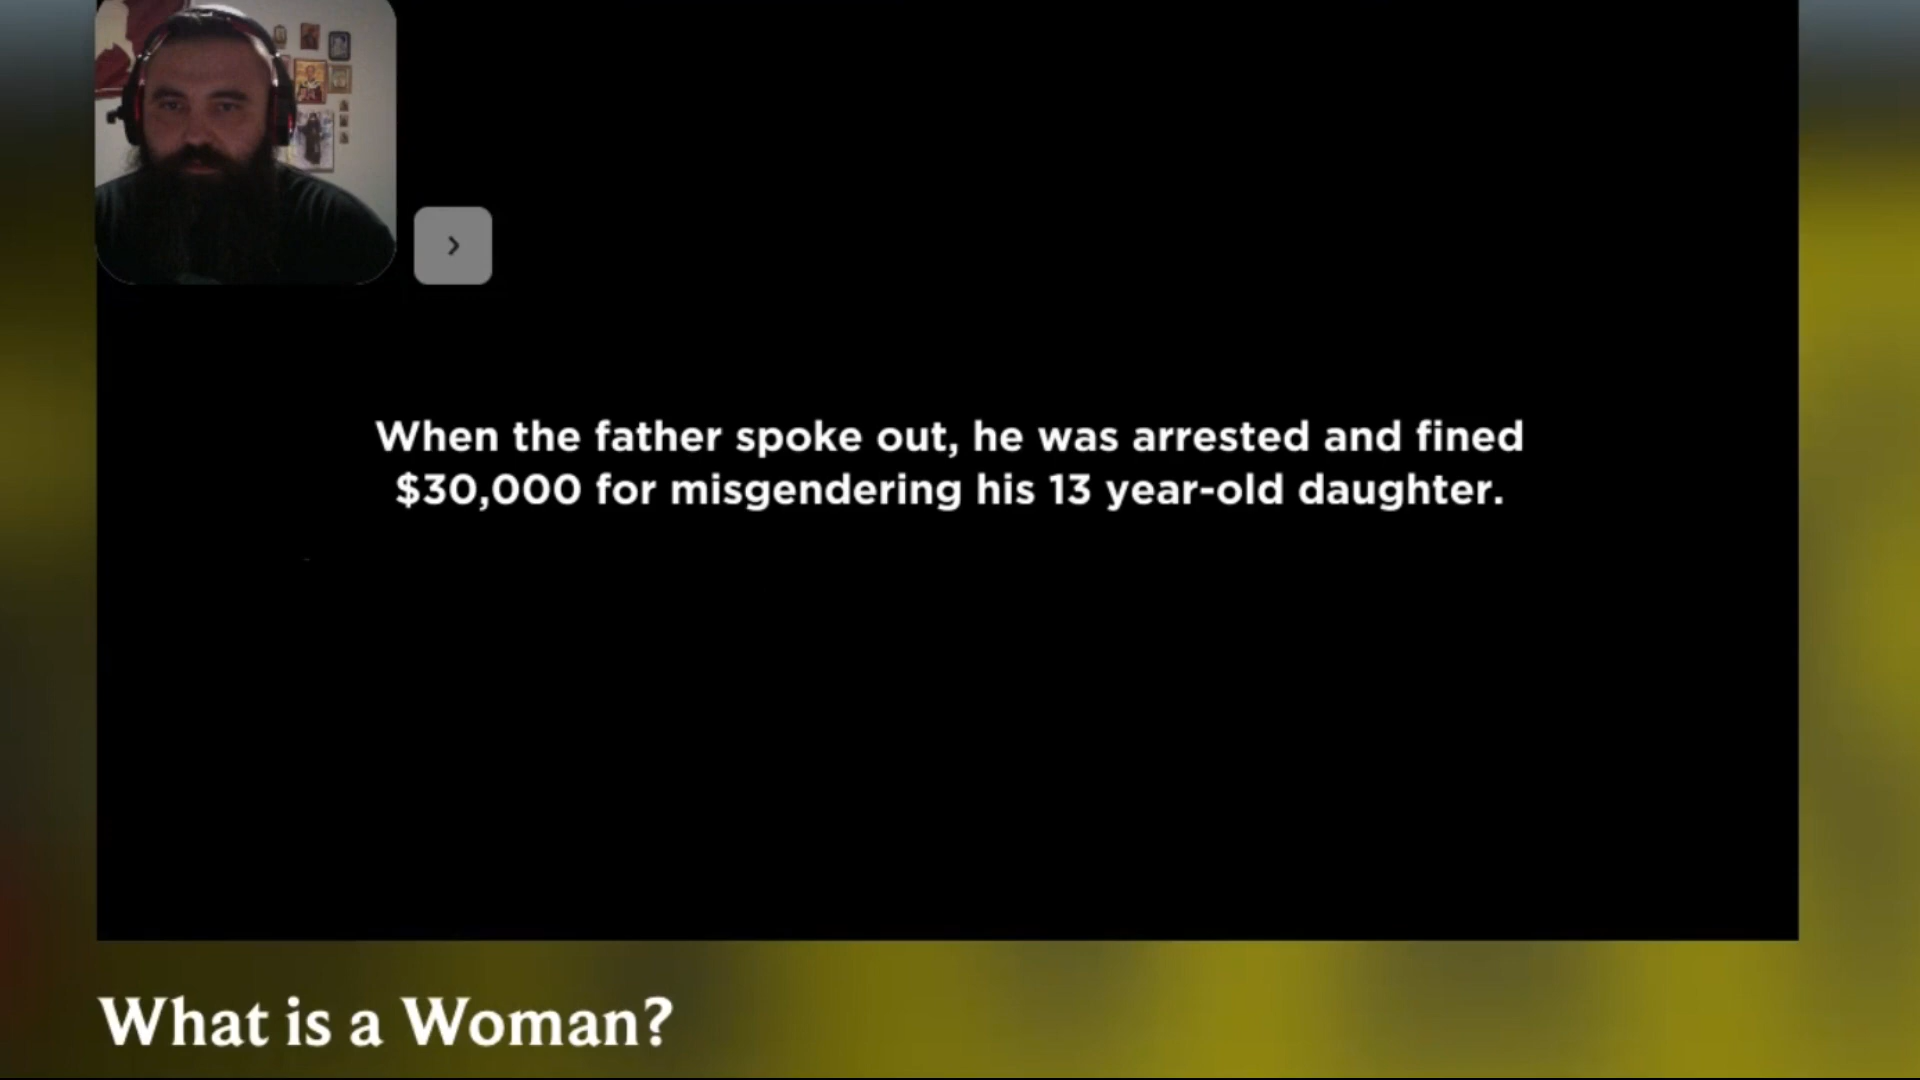 When the father spoke out, he was arrested and fined
$30,000 for misgendering his 13 year-old daughter.
What is a Woman?